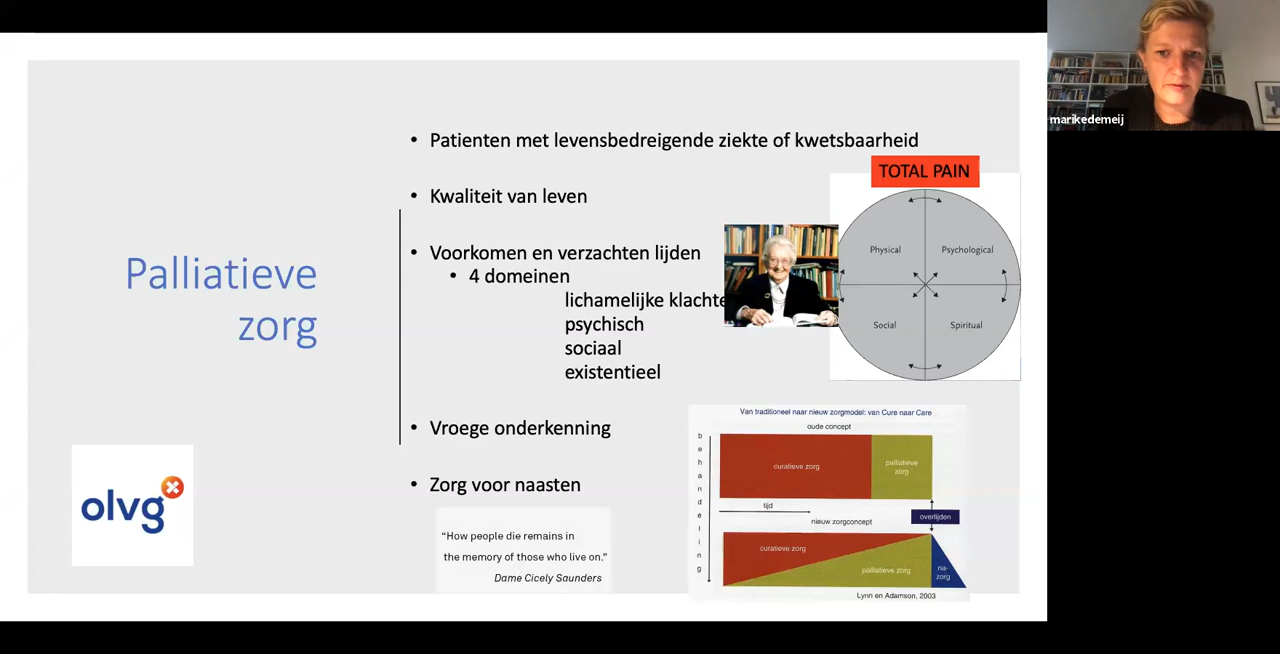 marikedemeij
Palliatieve
zorg
• Patienten met levensbedreigende ziekte of kwetsbaarheid
• Kwaliteit van leven
• Voorkomen en verzachten lijden
• 4 domeinen
lichamelijke klachte
psychisch
sociaal
existentieel
• Vroege onderkenning
• Zorg voor naasten
TOTAL PAIN
Physical
Psychological
Social
Spiritual
olvg
“How people die remains in
the memory of those who live on.”
Dame Cicely Saunders
Van traditioneel naar nieuw zorgmodel: van Cure naar Care
oude concept
behandeling
curatieve zorg
palliatieve
zorg
tijd
overlijden
nieuw zorgconcept
curatieve zorg
palliatieve zorg
na-
zorg
Lynn en Adamson, 2003